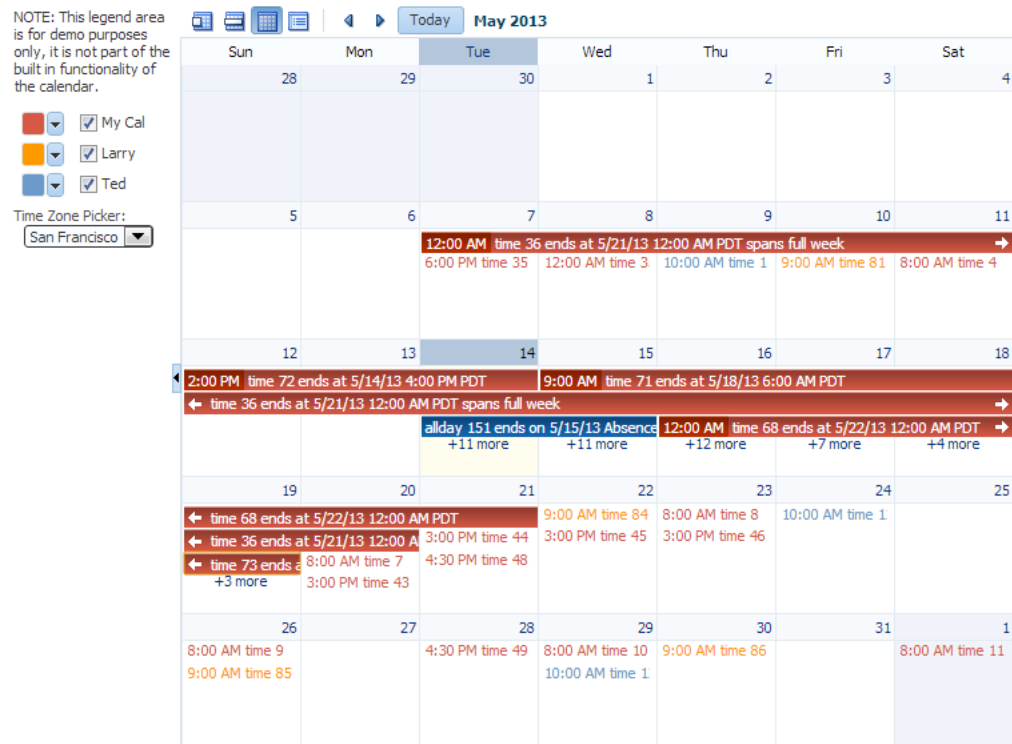 NOTE: This legend area
is for demo purposes
only, it is not part of the
built in functionality of
the calendar.
My Cal
Larry
Ted
Time Zone Picker:
San Francisco
Today May 2013
Sun Mon Tue Wed Thu Fri Sat
28 29 30 1 2 3 4
5 6 7 8 9 10 11
12:00 AM time 36 ends at 5/21/13 12:00 AM PDT spans full week
6:00 PM time 35 12:00 AM time 3 10:00 AM time 1 9:00 AM time 81 8:00 AM time 4
12 13 14 15 16 17 18
2:00 PM time 72 ends at 5/14/13 4:00 PM PDT 9:00 AM time 71 ends at 5/18/13 6:00 AM PDT
time 36 ends at 5/21/13 12:00 AM PDT spans full week
allday 151 ends on 5/15/13 Absence 12:00 AM time 68 ends at 5/22/13 12:00 AM PDT
+11 more +11 more +12 more +7 more +4 more
19 20 21 22 23 24 25
time 68 ends at 5/22/13 12:00 AM PDT 9:00 AM time 84 8:00 AM time 8 10:00 AM time 1
time 36 ends at 5/21/13 12:00 A 3:00 PM time 44 3:00 PM time 45 3:00 PM time 46
time 73 ends 8:00 AM time 7 4:30 PM time 48
+3 more 3:00 PM time 43
26 27 28 29 30 31 1
8:00 AM time 9 4:30 PM time 49 8:00 AM time 10 9:00 AM time 86 8:00 AM time 11
9:00 AM time 85 10:00 AM time 1